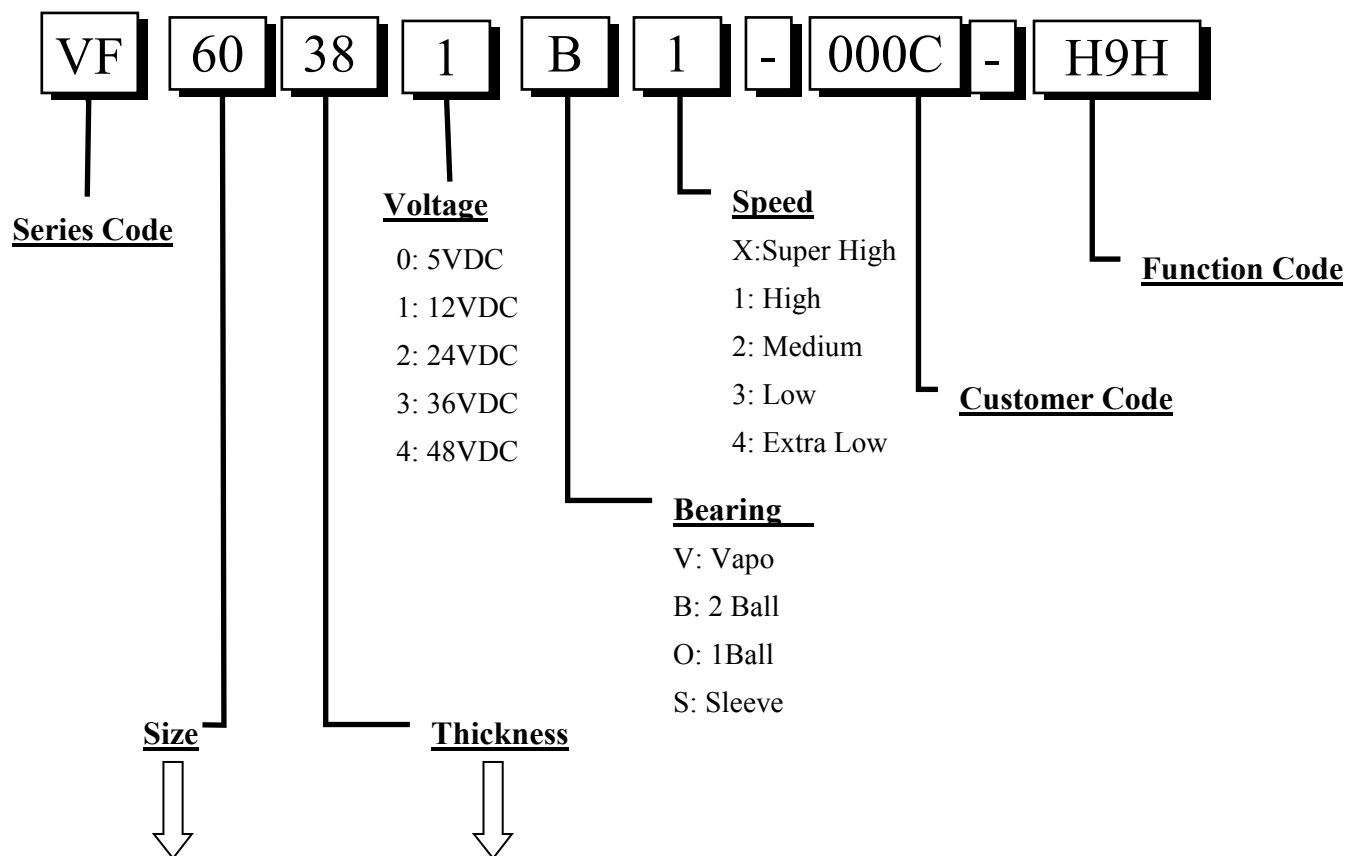 VF 60 38 1 B 1 - 000C - H9H
Series Code
Voltage
0: 5VDC
1: 12VDC
2: 24VDC
3: 36VDC
4: 48VDC
Speed
X:Super High
1: High
2: Medium
3: Low
4: Extra Low
Function Code
Customer Code
Bearing
V: Vapo
B: 2 Ball
O: 1Ball
S: Sleeve
Size
Thickness